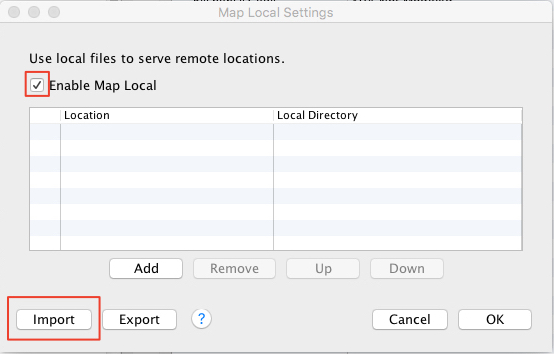 Map Local Settings
Use local files to serve remote locations.
Enable Map Local
Location Local Directory
Add Remove Up Down
Import Export ? Cancel OK